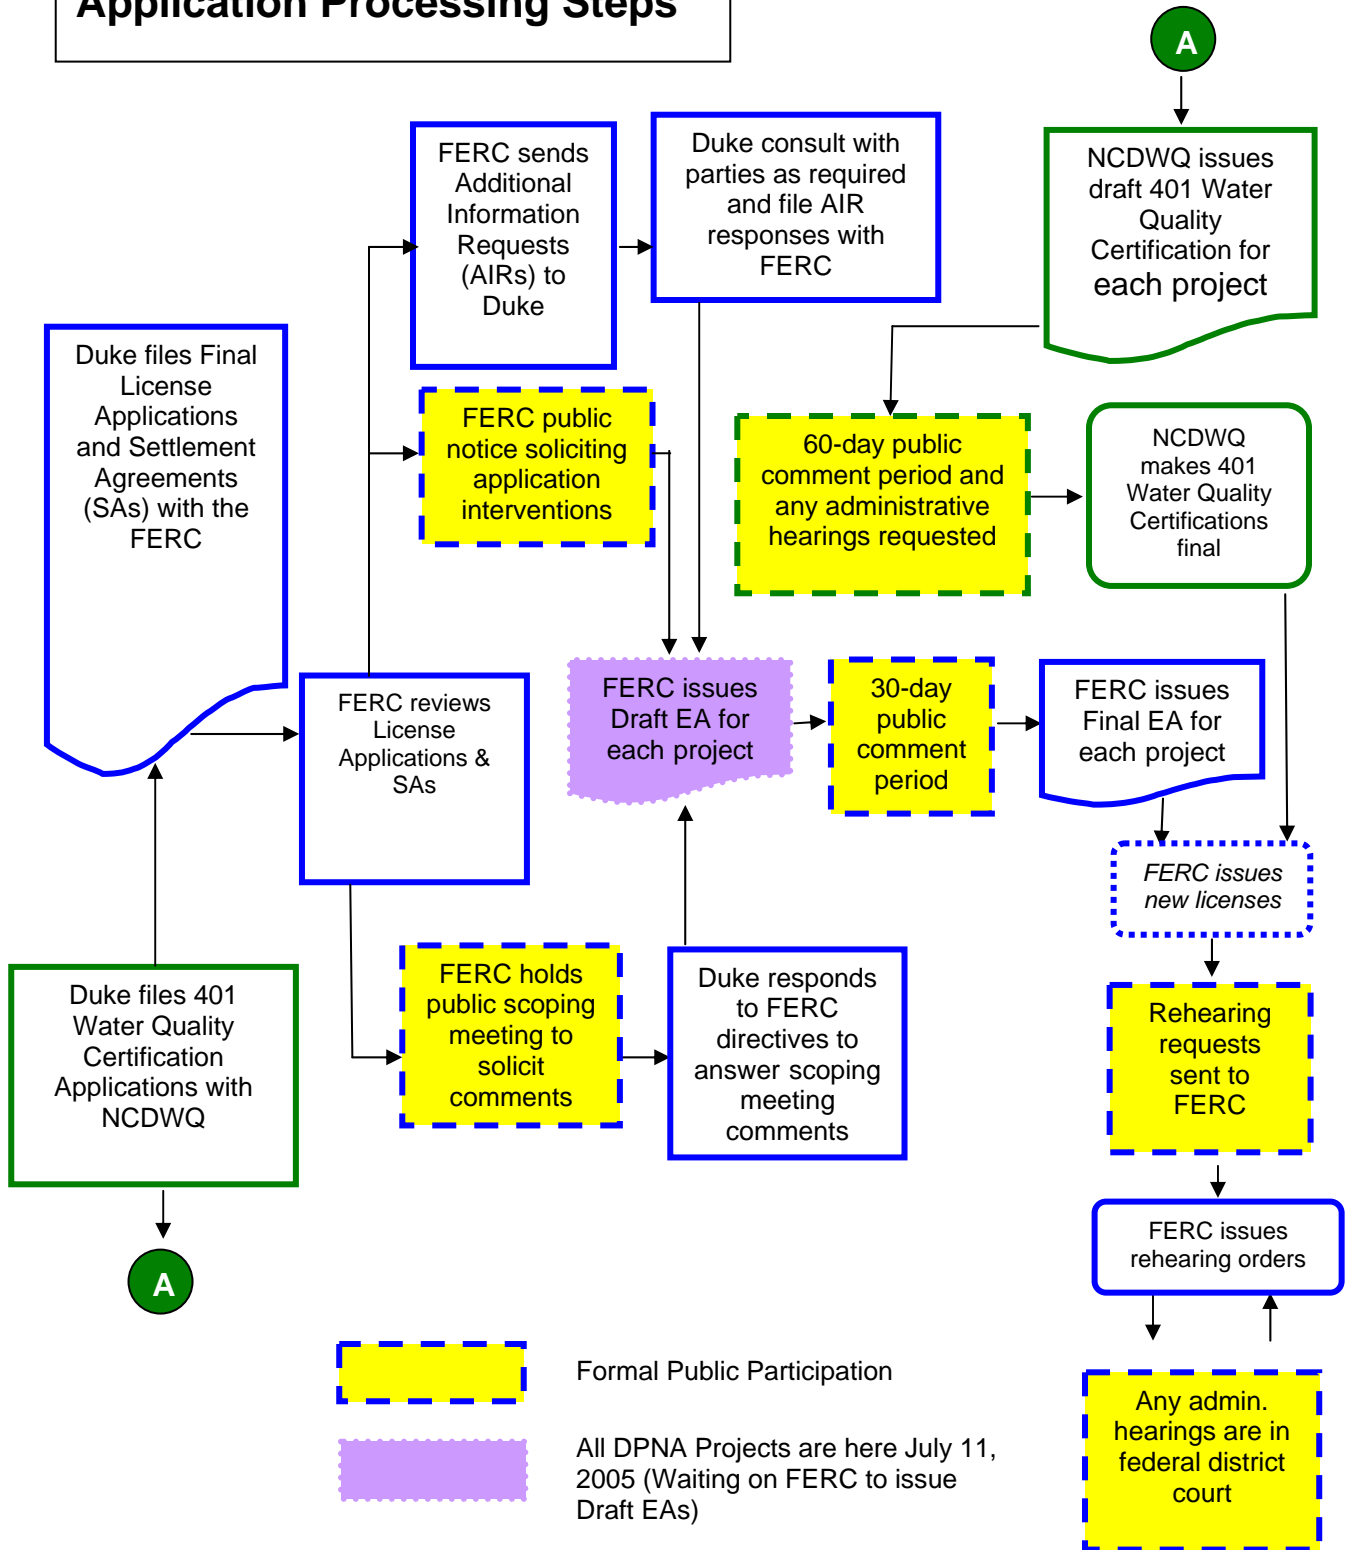 Application Processing Steps
A
FERC sends
Additional
Information
Requests
(AIRs) to
Duke
Duke consult with
parties as required
and file AIR
responses with
FERC
NCDWQ issues
draft 401 Water
Quality
Certification for
each project
Duke files Final
License
Applications
and Settlement
Agreements
(SAs) with the
FERC
FERC public
notice soliciting
application
interventions
60-day public
comment period and
any administrative
hearings requested
NCDWQ
makes 401
Water Quality
Certifications
final
FERC reviews
License
Applications &
SAs
FERC issues
Draft EA for
each project
30-day
public
comment
period
FERC issues
Final EA for
each project
FERC issues
new licenses
Duke files 401
Water Quality
Certification
Applications with
NCDWQ
FERC holds
public scoping
meeting to
solicit
comments
Duke responds
to FERC
directives to
answer scoping
meeting
comments
Rehearing
requests
sent to
FERC
A
FERC issues
rehearing orders
Formal Public Participation
Any admin.
hearings are in
federal district
court
All DPNA Projects are here July 11,
2005 (Waiting on FERC to issue
Draft EAs)